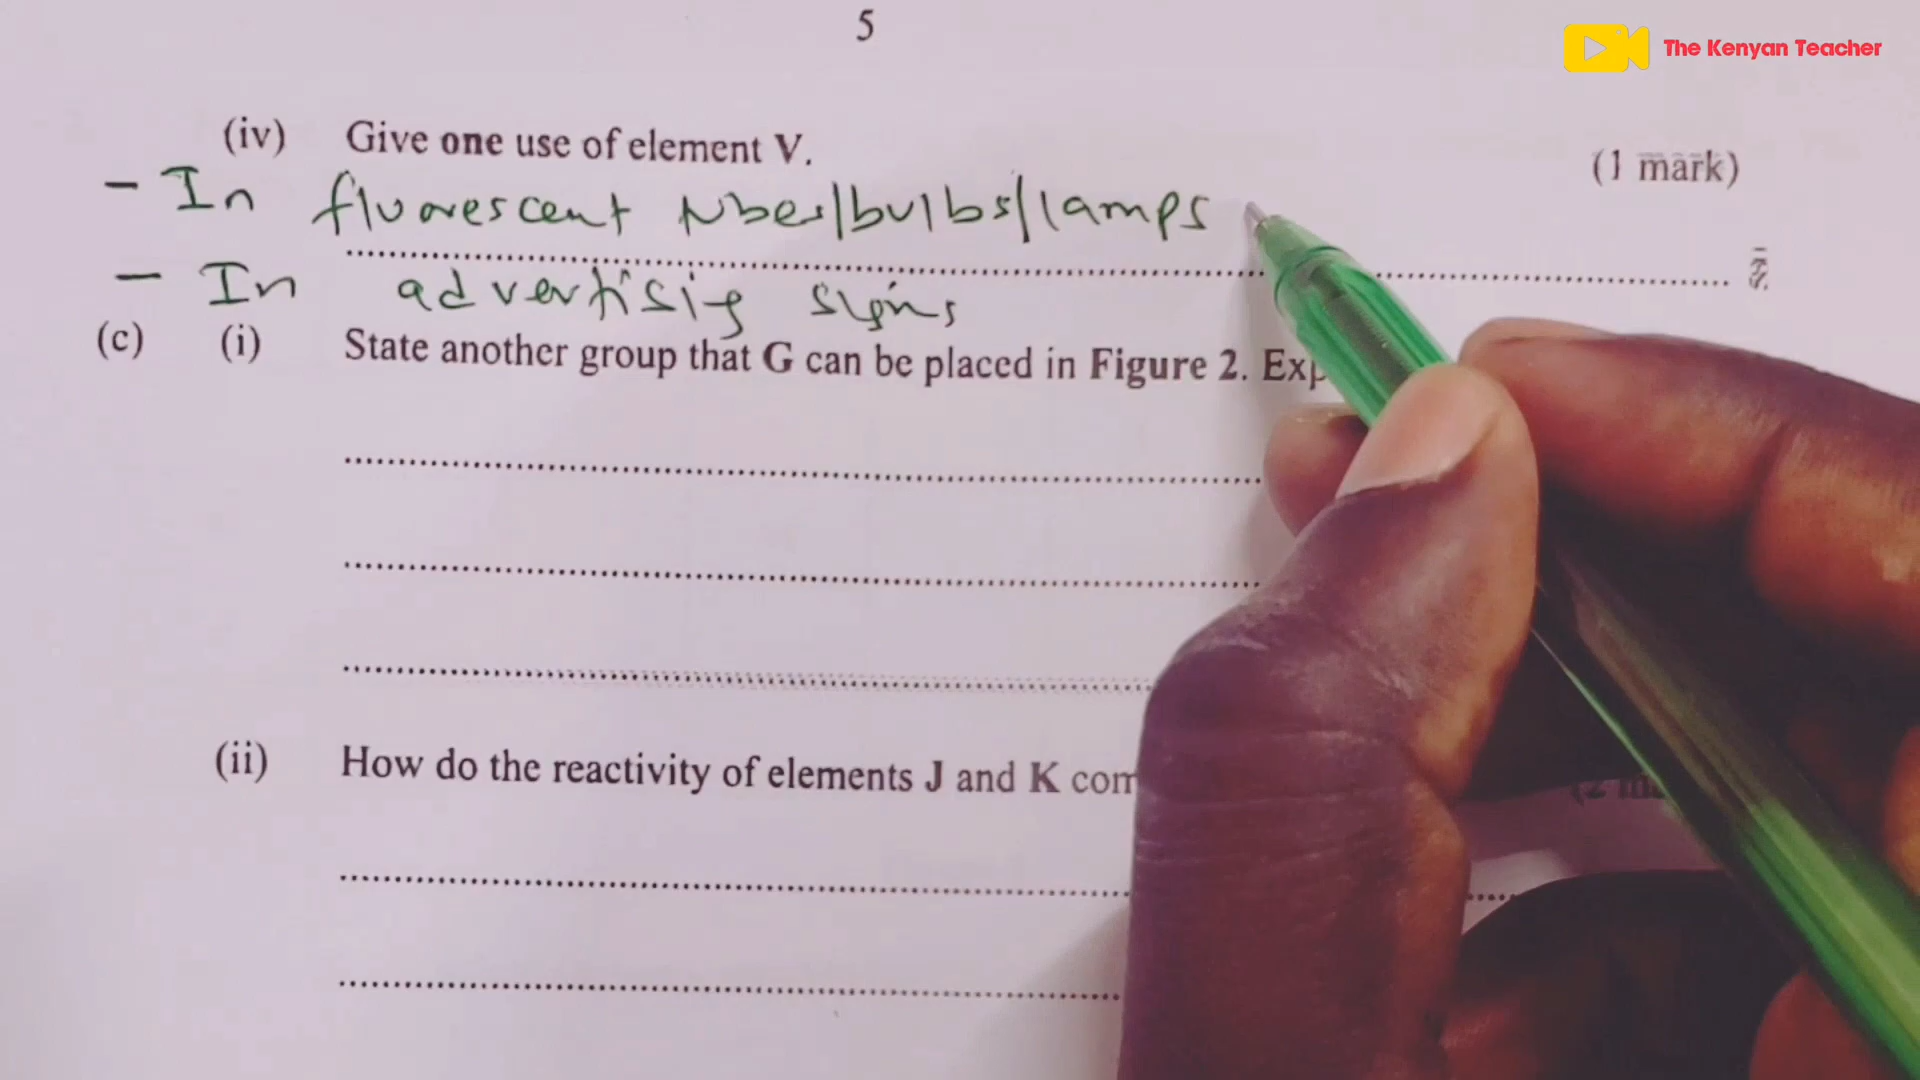 5
The Kenyan Teacher
(iv) Give one use of element V.
(1 mark)
- In fluorescent tubes/bulbs/lamps
- In advertisig signs
(c) (i) State another group that G can be placed in Figure 2. Exp
(ii) How do the reactivity of elements J and K com